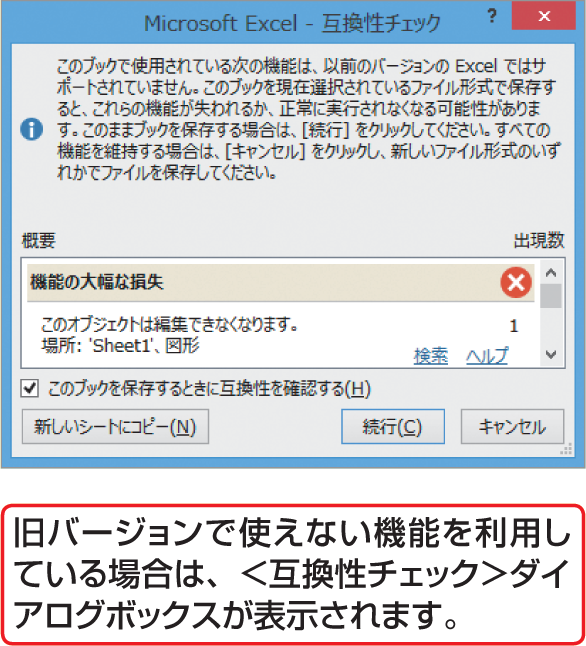 Microsoft Excel - 互換性チェック
?
このブックで使用されている次の機能は、以前のバージョンの Excel ではサ
ポートされていません。このブックを現在選択されているファイル形式で保存す
ると、これらの機能が失われるか、正常に実行されなくなる可能性がありま
す。このままブックを保存する場合は、[続行] をクリックしてください。すべての
機能を維持する場合は、[キャンセル] をクリックし、新しいファイル形式のいず
れかでファイルを保存してください。
概要 出現数
機能の大幅な損失
このオブジェクトは編集できなくなります。 1
場所: 'Sheet1'、図形
検索 ヘルプ
このブックを保存するときに互換性を確認する(H)
新しいシートにコピー(N) 続行(C) キャンセル
旧バージョンで使えない機能を利用し
ている場合は、<互換性チェック>ダイ
アログボックスが表示されます。